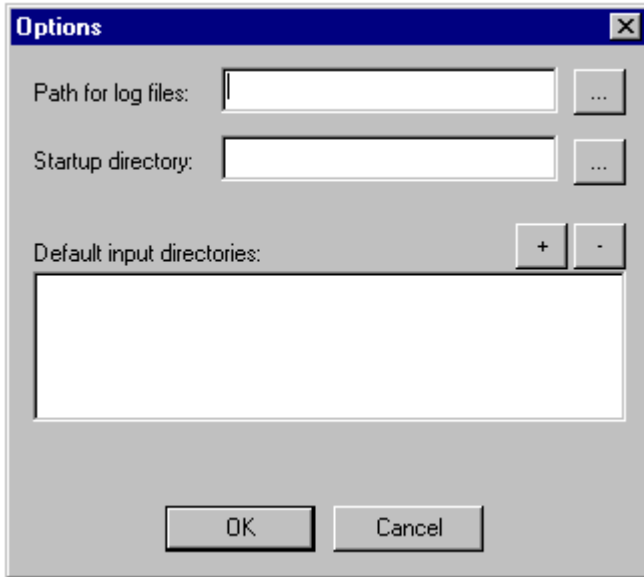 Options
Path for log files:
...
Startup directory:
...
Default input directories:
+ -
OK Cancel